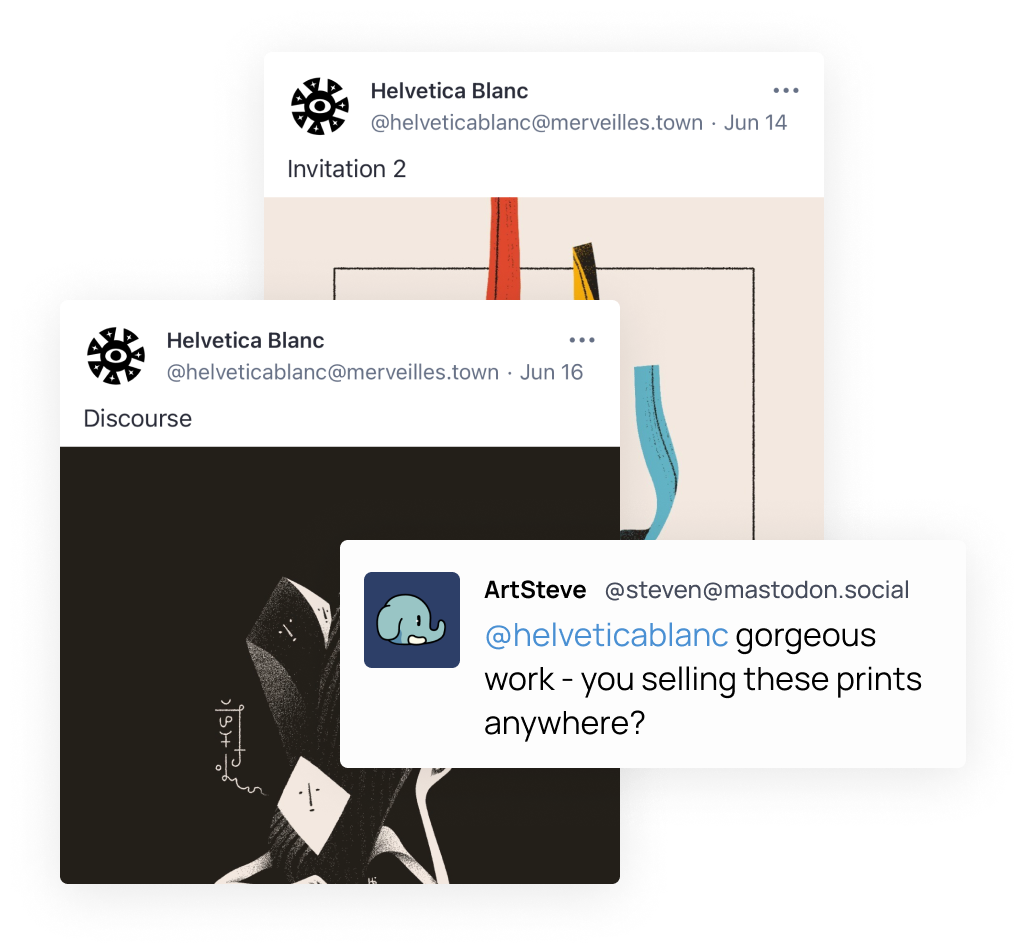 Helvetica Blanc
@helveticablanc@merveilles.town · Jun 14
Invitation 2
Helvetica Blanc
@helveticablanc@merveilles.town · Jun 16
Discourse
ArtSteve @steven@mastodon.social
@helveticablanc gorgeous
work - you selling these prints
anywhere?